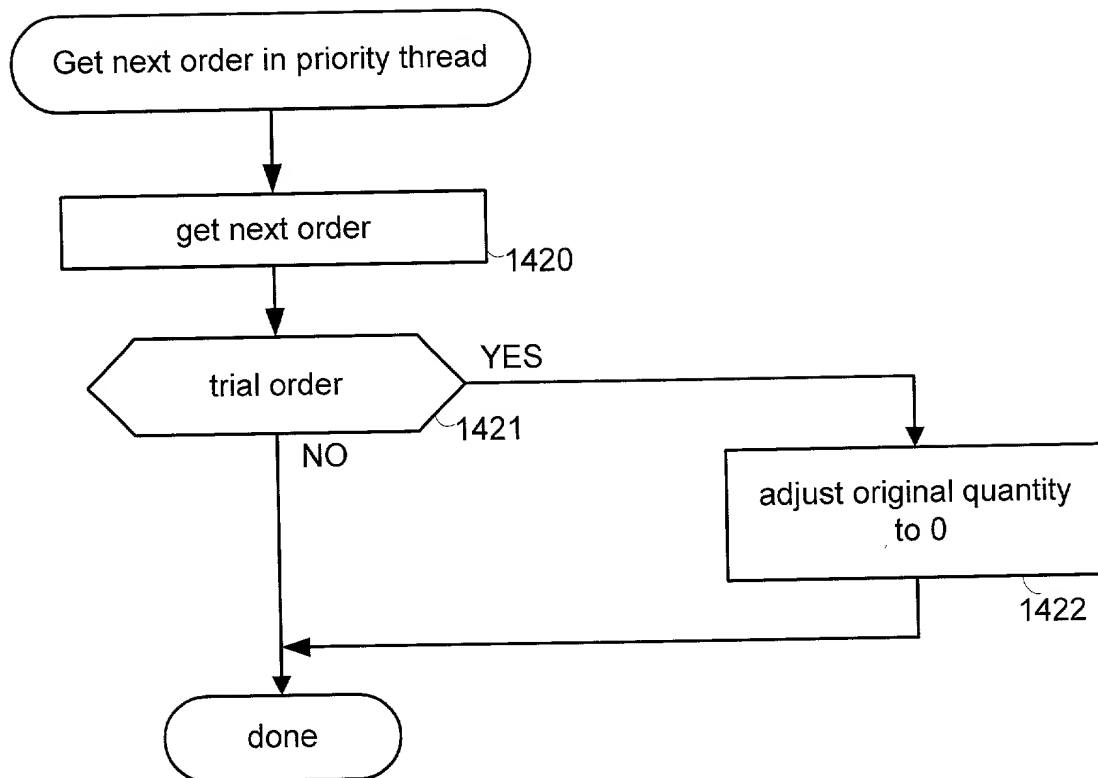 Get next order in priority thread
get next order
1420
trial order
YES
1421
NO
adjust original quantity
to 0
1422
done